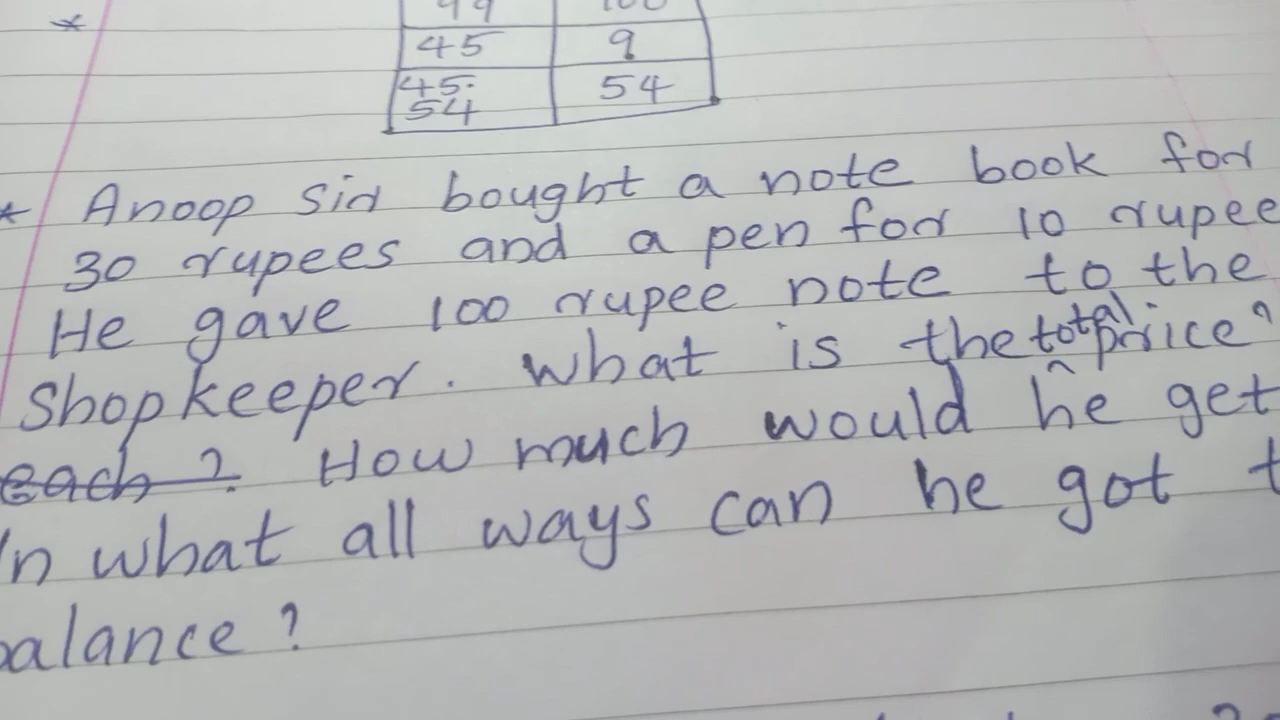 45 9
45. 54
54
* Anoop Sir bought a note book for
30 rupees and a pen for 10 rupee
He gave 100 rupee note to the
Shopkeeper. What is the total price?
each? How much would he get
In what all ways can he got t
balance?